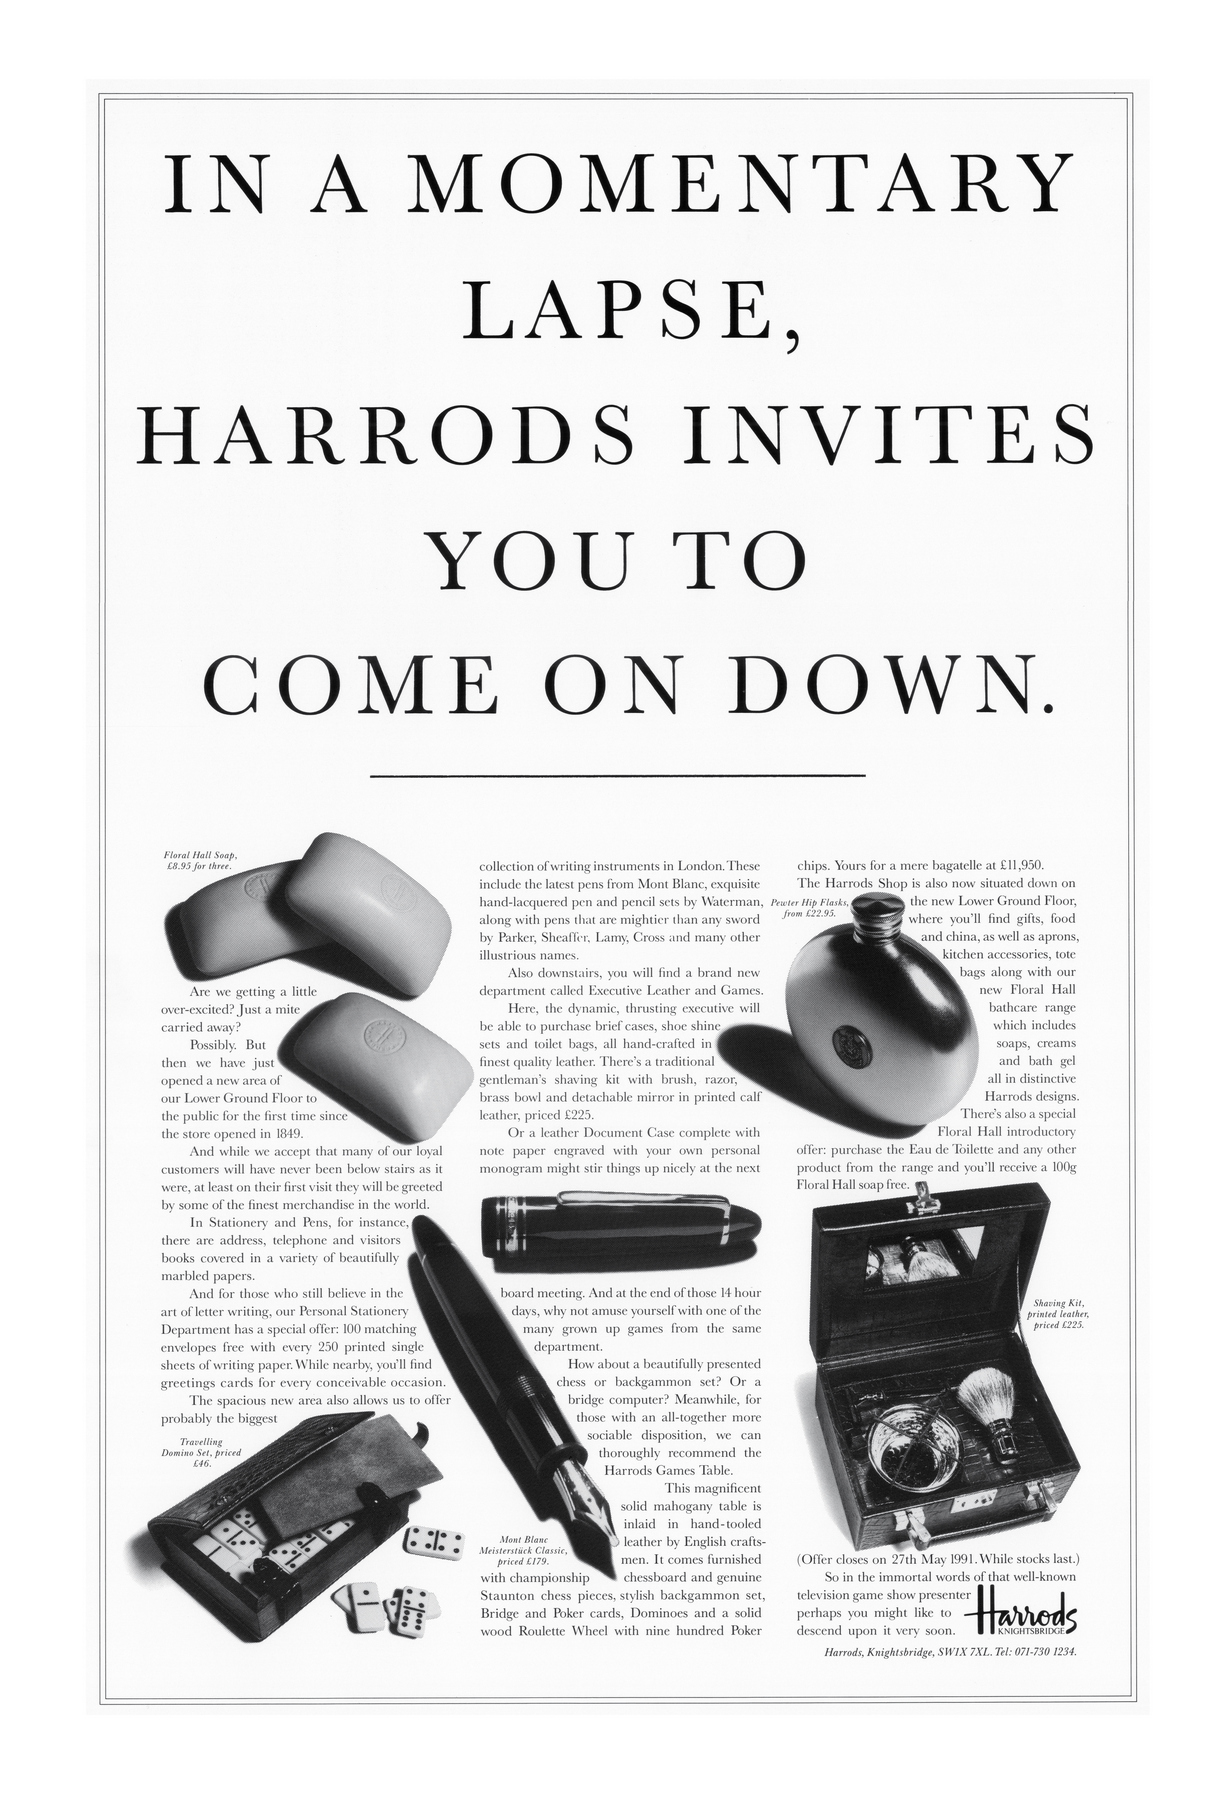 IN A MOMENTARY
LAPSE,
HARRODS INVITES
YOU TO
COME ON DOWN.
Floral Hall Soap,
£8.95 for three.
Are we getting a little
over-excited? Just a mite
carried away?
Possibly. But
then we have just
opened a new area of
our Lower Ground Floor to
the public for the first time since
the store opened in 1849.
And while we accept that many of our loyal
customers will have never been below stairs as it
were, at least on their first visit they will be greeted
by some of the finest merchandise in the world.
In Stationery and Pens, for instance,
there are address, telephone and visitors
books covered in a variety of beautifully
marbled papers.
And for those who still believe in the
art of letter writing, our Personal Stationery
Department has a special offer: 100 matching
envelopes free with every 250 printed single
sheets of writing paper. While nearby, you'll find
greetings cards for every conceivable occasion.
The spacious new area also allows us to offer
probably the biggest
Travelling
Domino Set, priced
£46.
collection of writing instruments in London. These
include the latest pens from Mont Blanc, exquisite
hand-lacquered pen and pencil sets by Waterman,
along with pens that are mightier than any sword
by Parker, Sheaffer, Lamy, Cross and many other
illustrious names.
Also downstairs, you will find a brand new
department called Executive Leather and Games.
Here, the dynamic, thrusting executive will
be able to purchase brief cases, shoe shine
sets and toilet bags, all hand-crafted in
finest quality leather. There's a traditional
gentleman's shaving kit with brush, razor,
brass bowl and detachable mirror in printed calf
leather, priced £225.
Or a leather Document Case complete with
note paper engraved with your own personal
monogram might stir things up nicely at the next
board meeting. And at the end of those 14 hour
days, why not amuse yourself with one of the
many grown up games from the same
department.
How about a beautifully presented
chess or backgammon set? Or a
bridge computer? Meanwhile, for
those with an all-together more
sociable disposition, we can
thoroughly recommend the
Harrods Games Table.
This magnificent
solid mahogany table is
inlaid in hand-tooled
leather by English crafts-
men. It comes furnished
Mont Blanc
Meisterstück Classic,
priced £179.
with championship chessboard and genuine
Staunton chess pieces, stylish backgammon set,
Bridge and Poker cards, Dominoes and a solid
wood Roulette Wheel with nine hundred Poker
chips. Yours for a mere bagatelle at £11,950.
The Harrods Shop is also now situated down on
Pewter Hip Flasks,
from £22.95.
the new Lower Ground Floor,
where you'll find gifts, food
and china, as well as aprons,
kitchen accessories, tote
bags along with our
new Floral Hall
bathcare range
which includes
soaps, creams
and bath gel
all in distinctive
Harrods designs.
There's also a special
Floral Hall introductory
offer: purchase the Eau de Toilette and any other
product from the range and you'll receive a 100g
Floral Hall soap free.
Shaving Kit,
printed leather,
priced £225.
(Offer closes on 27th May 1991. While stocks last.)
So in the immortal words of that well-known
television game show presenter
perhaps you might like to
descend upon it very soon.
Harrods
KNIGHTSBRIDGE
Harrods, Knightsbridge, SW1X 7XL. Tel: 071-730 1234.